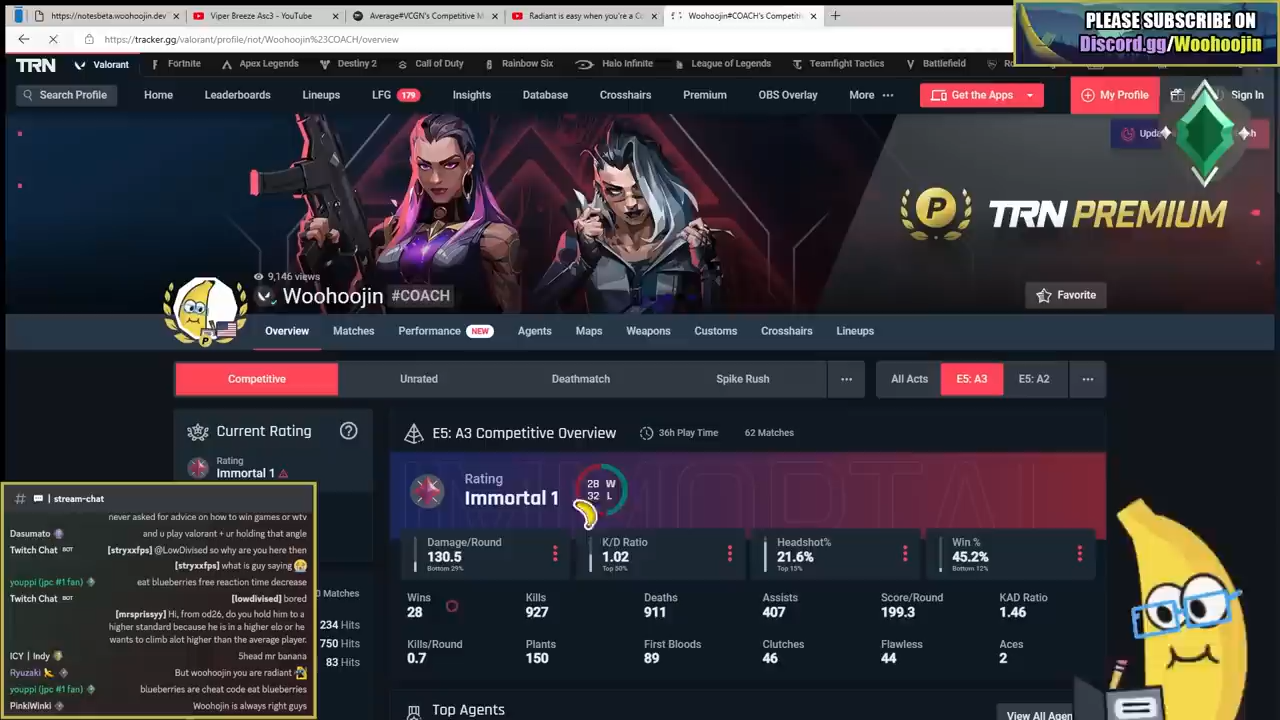 https://notesbeta.woohoojin.dev
Viper Breeze Asc3 - YouTube
Average#VCGN's Competitive M
Radiant is easy when you're a Co
Woohoojin#COACH's Competiti
https://tracker.gg/valorant/profile/not/Woohoojin%23COACH/overview
PLEASE SUBSCRIBE ON
Discord.gg/Woohoojin
TRN
Valorant
Fortnite
Apex Legends
Destiny 2
Call of Duty
Rainbow Six
Halo Infinite
League of Legends
Teamfight Tactics
Battlefield
Search Profile
Home
Leaderboards
Lineups
LFG 179
Insights
Database
Crosshairs
Premium
OBS Overlay
More
Get the Apps
My Profile
Sign In
TRN PREMIUM
9,146 views
Woohoojin #COACH
Favorite
Overview
Matches
Performance NEW
Agents
Maps
Weapons
Customs
Crosshairs
Lineups
Competitive
Unrated
Deathmatch
Spike Rush
All Acts
E5: A3
E5: A2
Current Rating
Rating
Immortal 1
E5: A3 Competitive Overview
36h Play Time
62 Matches
Rating
Immortal 1
28 W
32 L
Damage/Round
130.5
Bottom 29%
K/D Ratio
1.02
Top 50%
Headshot%
21.6%
Top 15%
Win %
45.2%
Bottom 12%
Wins
28
Kills
927
Deaths
911
Assists
407
Score/Round
199.3
KAD Ratio
1.46
Kills/Round
0.7
Plants
150
First Bloods
89
Clutches
46
Flawless
44
Aces
2
Top Agents
View All Agen
Matches
234 Hits
750 Hits
83 Hits
# | stream-chat
never asked for advice on how to win games or wtv
Dasumato and u play valorant + ur holding that angle
Twitch Chat BOT [stryxxfps] @LowDivised so why are you here then
[stryxxfps] what is guy saying
youppi (jpc #1 fan) eat blueberries free reaction time decrease
Twitch Chat BOT [lowdivised] bored
[mrsprissyy] Hi, from od26, do you hold him to a
higher standard because he is in a higher elo or he
wants to climb alot higher than the average player.
ICY | Indy 5head mr banana
Ryuzaki But woohoojin you are radiant
youppi (jpc #1 fan) blueberries are cheat code eat blueberries
PinkiWinki Woohoojin is always right guys